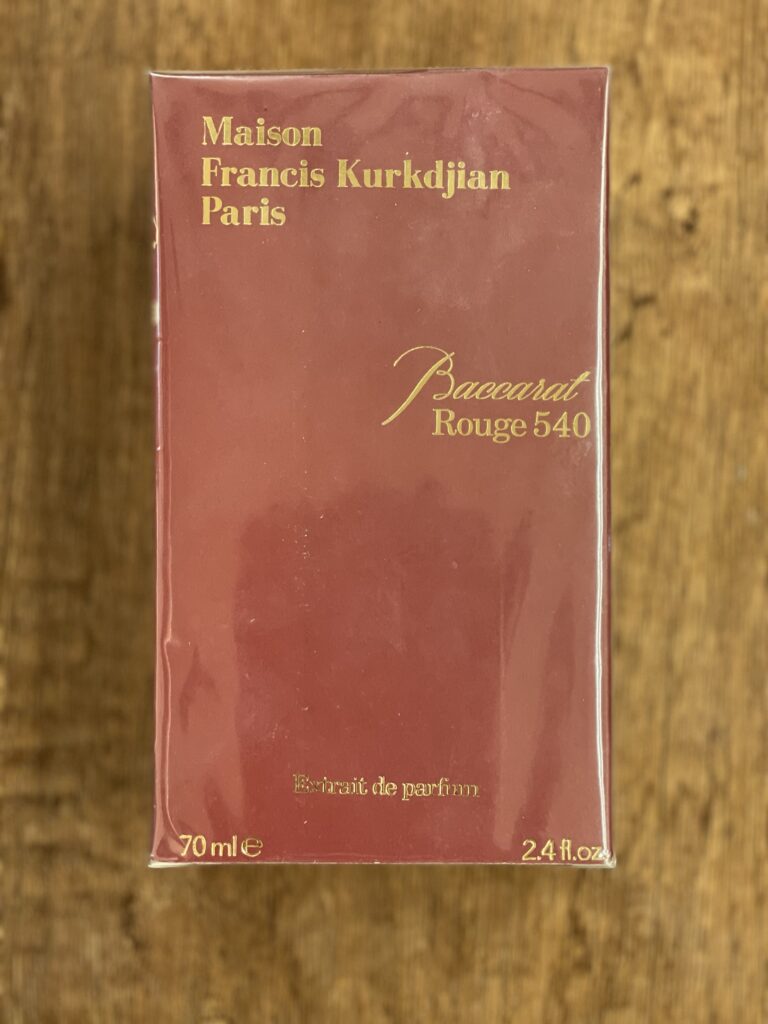 Maison
Francis Kurkdjian
Paris
Baccarat
Rouge 540
Extrait de parfum
70 ml ℮
2.4 fl.oz